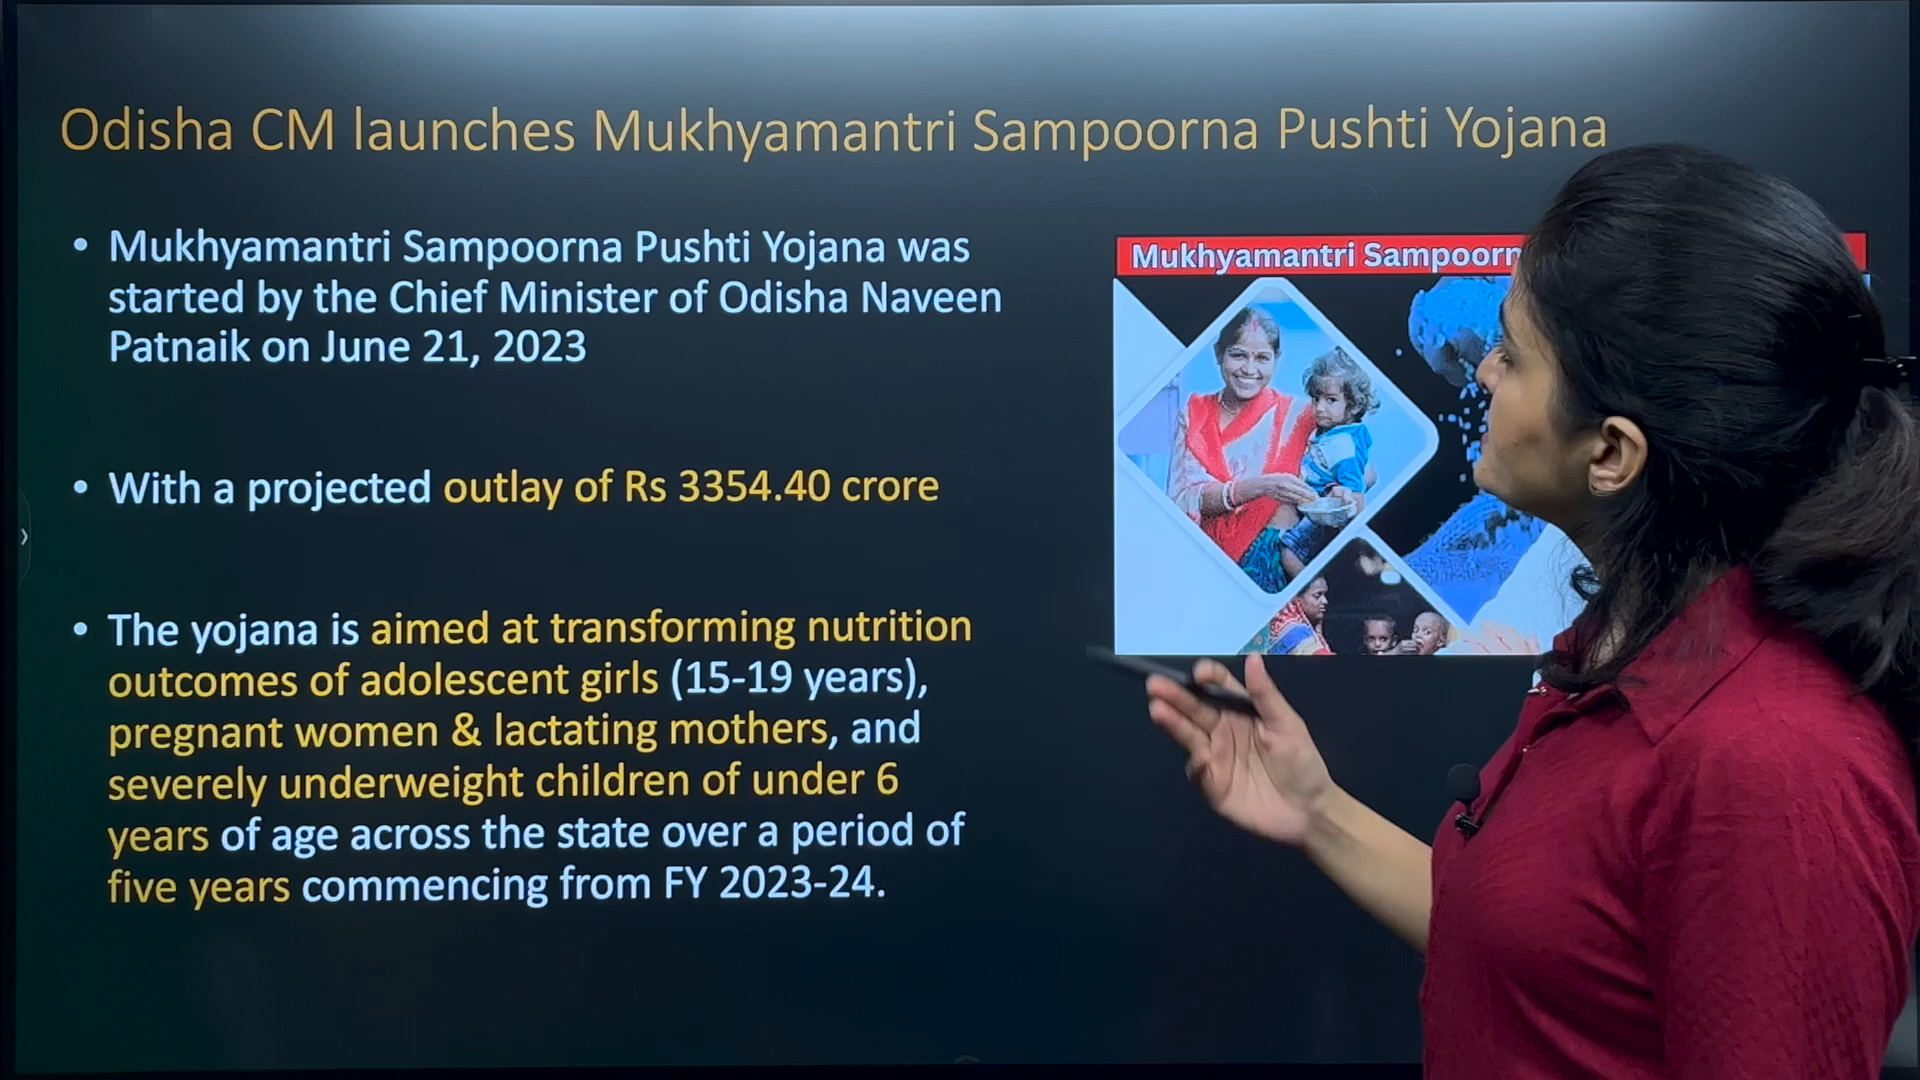 Odisha CM launches Mukhyamantri Sampoorna Pushti Yojana
• Mukhyamantri Sampoorna Pushti Yojana was
started by the Chief Minister of Odisha Naveen
Patnaik on June 21, 2023
• With a projected outlay of Rs 3354.40 crore
• The yojana is aimed at transforming nutrition
outcomes of adolescent girls (15-19 years),
pregnant women & lactating mothers, and
severely underweight children of under 6
years of age across the state over a period of
five years commencing from FY 2023-24.
Mukhyamantri